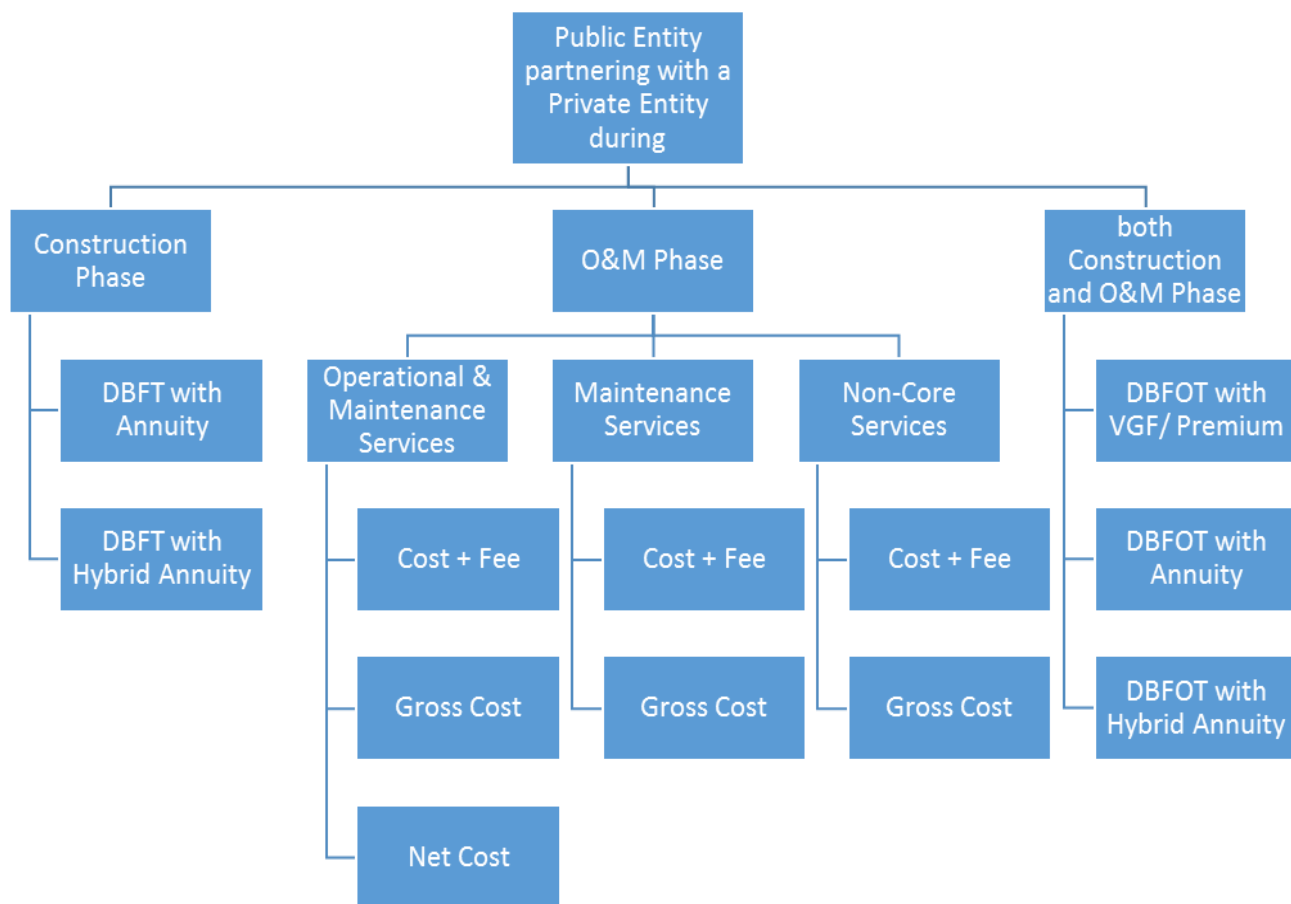 Public Entity
partnering with a
Private Entity
during
Construction
Phase
DBFT with
Annuity
DBFT with
Hybrid Annuity
O&M Phase
Operational &
Maintenance
Services
Cost + Fee
Gross Cost
Net Cost
Maintenance
Services
Cost + Fee
Gross Cost
Non-Core
Services
Cost + Fee
Gross Cost
both
Construction
and O&M Phase
DBFOT with
VGF/ Premium
DBFOT with
Annuity
DBFOT with
Hybrid Annuity